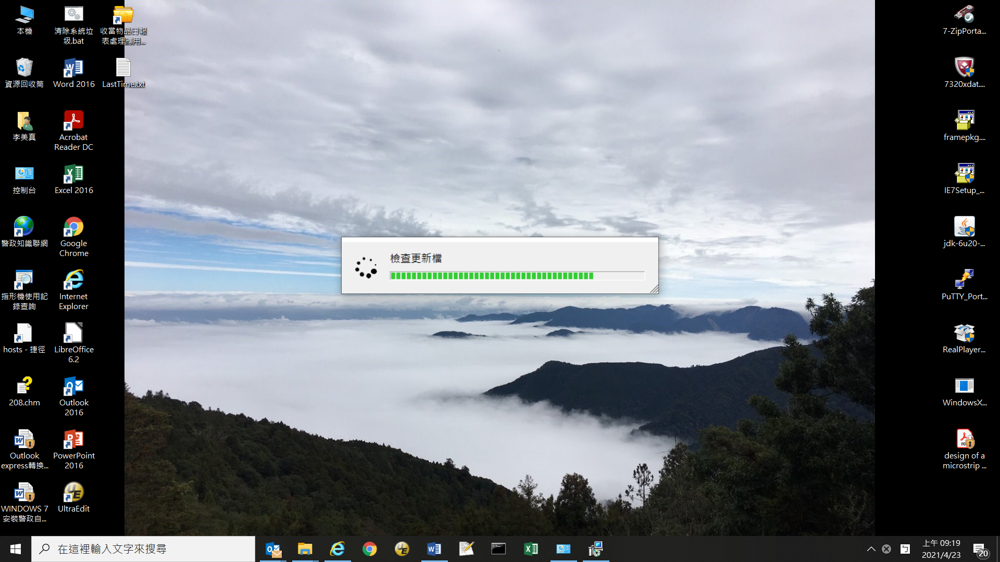 本機
清除系統垃
圾.bat
收當物品日報
表處理應用...
資源回收筒
Word 2016
LastTime.txt
李美真
Acrobat
Reader DC
控制台
Excel 2016
警政知識聯網
Google
Chrome
指形機使用記
錄查詢
Internet
Explorer
hosts - 捷徑
LibreOffice
6.2
208.chm
Outlook
2016
Outlook
express轉換...
PowerPoint
2016
WINDOWS 7
安裝警政自...
UltraEdit
檢查更新檔
7-ZipPorta...
7320xdat....
framepkg....
IE7Setup_...
jdk-6u20-...
PuTTY_Port...
RealPlayer...
WindowsX...
design of a
microstrip ...
在這裡輸入文字來搜尋
上午 09:19
2021/4/23
20